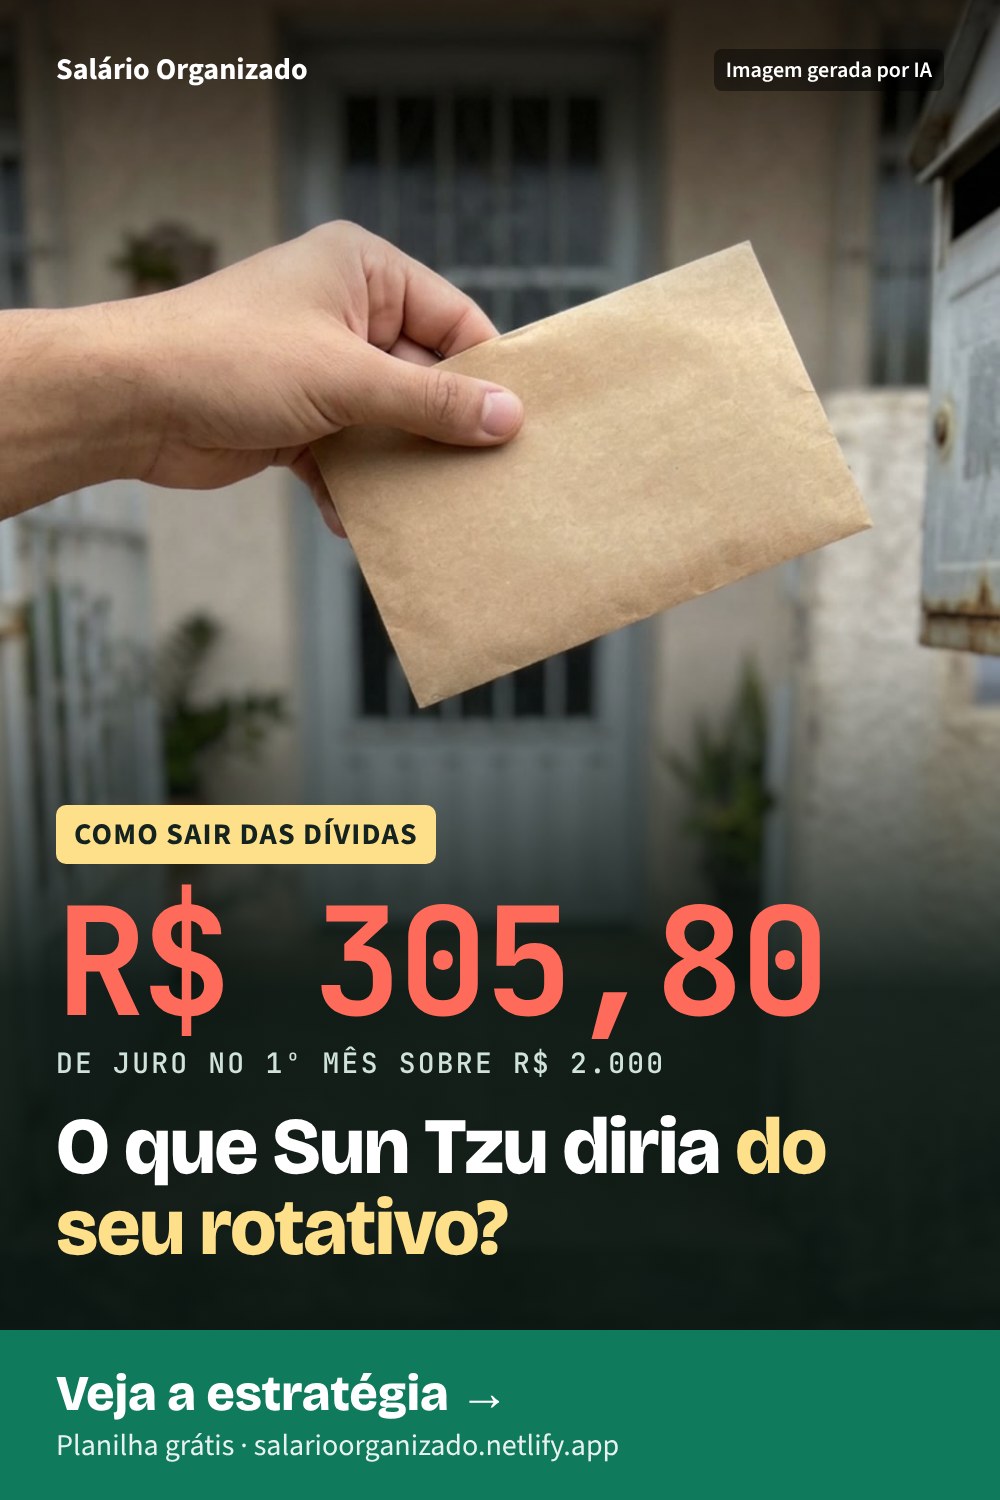 Salário Organizado
Imagem gerada por IA
COMO SAIR DAS DÍVIDAS
R$ 305,80
DE JURO NO 1º MÊS SOBRE R$ 2.000
O que Sun Tzu diria do
seu rotativo?
Veja a estratégia →
Planilha grátis · salarioorganizado.netlify.app